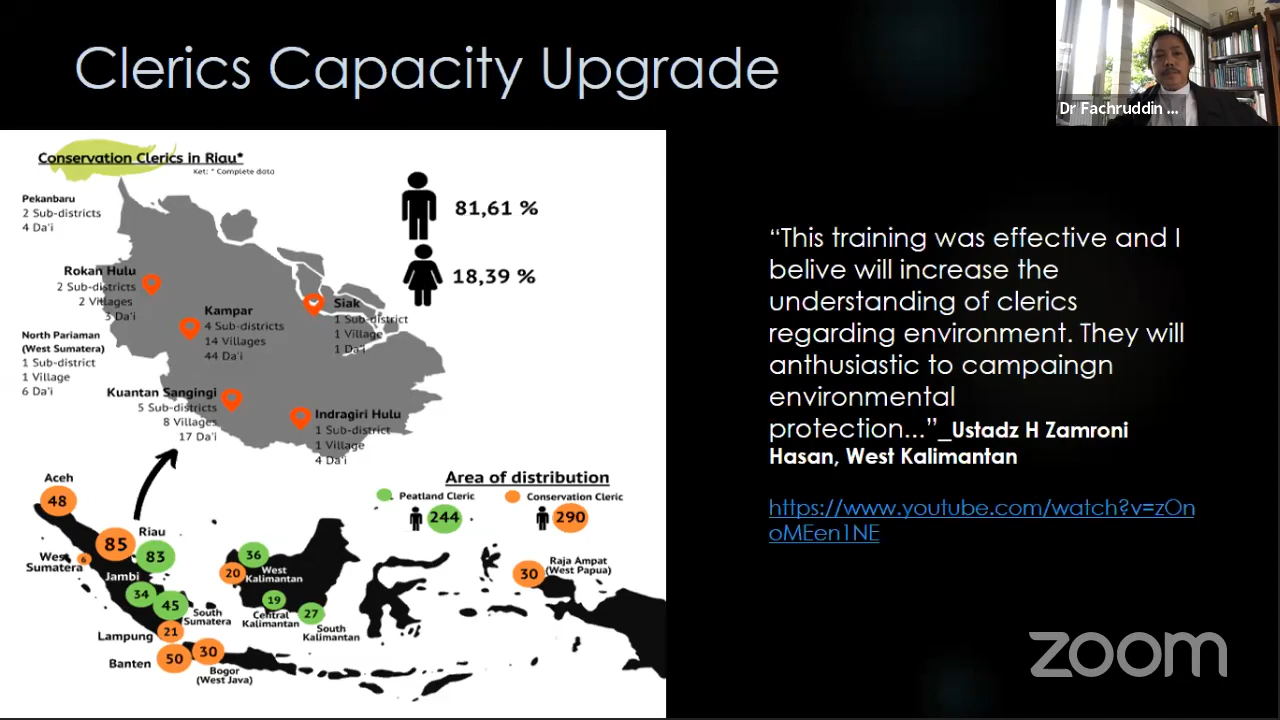 Clerics Capacity Upgrade
Dr Fachruddin ...
Conservation Clerics in Riau*
Ket: * Complete data
Pekanbaru
2 Sub-districts
4 Da'i
81,61 %
18,39 %
Rokan Hulu
2 Sub-districts
2 Villages
3 Da'i
Kampar
4 Sub-districts
14 Villages
44 Da'i
Siak
1 Sub-district
1 Village
1 Da'i
North Pariaman
(West Sumatera)
1 Sub-district
1 Village
6 Da'i
Kuantan Sangingi
5 Sub-districts
8 Villages
17 Da'i
Indragiri Hulu
1 Sub-district
1 Village
4 Da'i
Area of distribution
Peatland Cleric
244
Conservation Cleric
290
Aceh
48
Riau
85
83
West
Sumatera
6
Jambi
34
45
South
Sumatera
Lampung
21
Banten
50
30
Bogor
(West Java)
36
20
West
Kalimantan
19
Central
Kalimantan
27
South
Kalimantan
30
Raja Ampat
(West Papua)
“This training was effective and I
belive will increase the
understanding of clerics
regarding environment. They will
anthusiastic to campaingn
environmental
protection...”_Ustadz H Zamroni
Hasan, West Kalimantan
https://www.youtube.com/watch?v=zOn
oMEen1NE
zoom